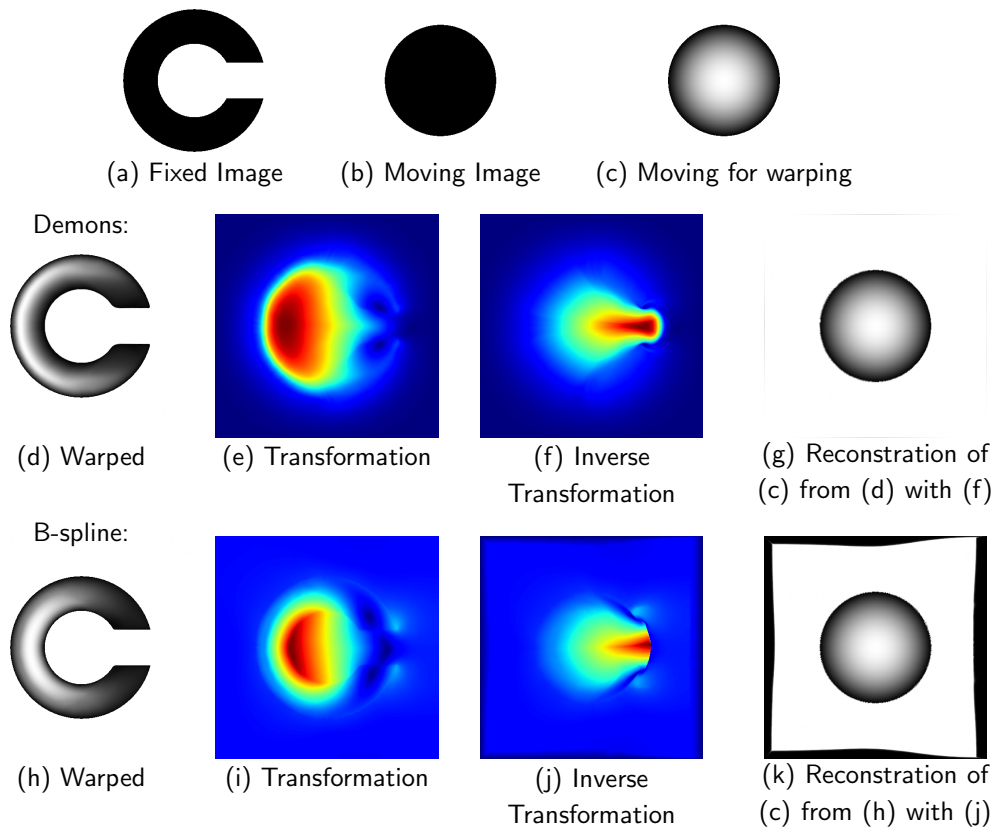 (a) Fixed Image
(b) Moving Image
(c) Moving for warping
Demons:
(d) Warped
(e) Transformation
(f) Inverse
Transformation
(g) Reconstration of
(c) from (d) with (f)
B-spline:
(h) Warped
(i) Transformation
(j) Inverse
Transformation
(k) Reconstration of
(c) from (h) with (j)